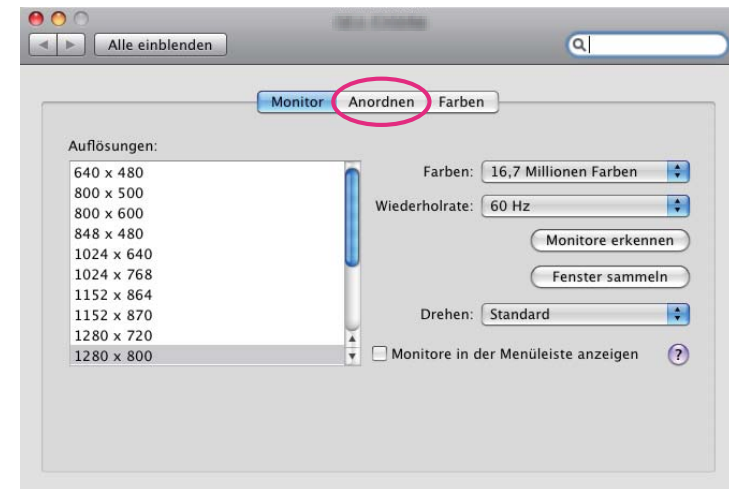 Alle einblenden
Monitor Anordnen Farben
Auflösungen:
640 x 480
800 x 500
800 x 600
848 x 480
1024 x 640
1024 x 768
1152 x 864
1152 x 870
1280 x 720
1280 x 800
Farben: 16,7 Millionen Farben
Wiederholrate: 60 Hz
Monitore erkennen
Fenster sammeln
Drehen: Standard
Monitore in der Menüleiste anzeigen ?